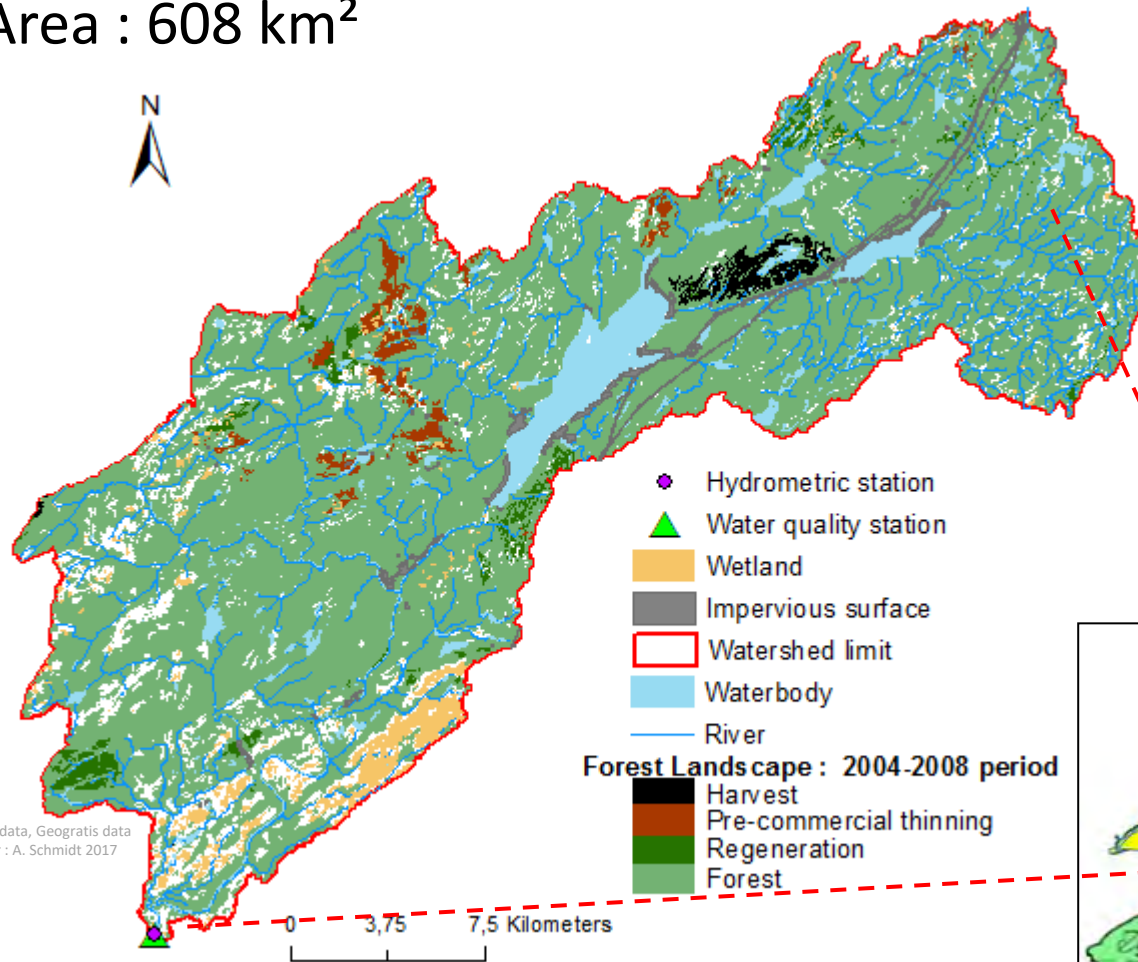 Area : 608 km²
N
Hydrometric station
Water quality station
Wetland
Impervious surface
Watershed limit
Waterbody
River
Forest Landscape : 2004-2008 period
Harvest
Pre-commercial thinning
Regeneration
Forest
data, Geogratis data
: A. Schmidt 2017
0 3,75 7,5 Kilometers